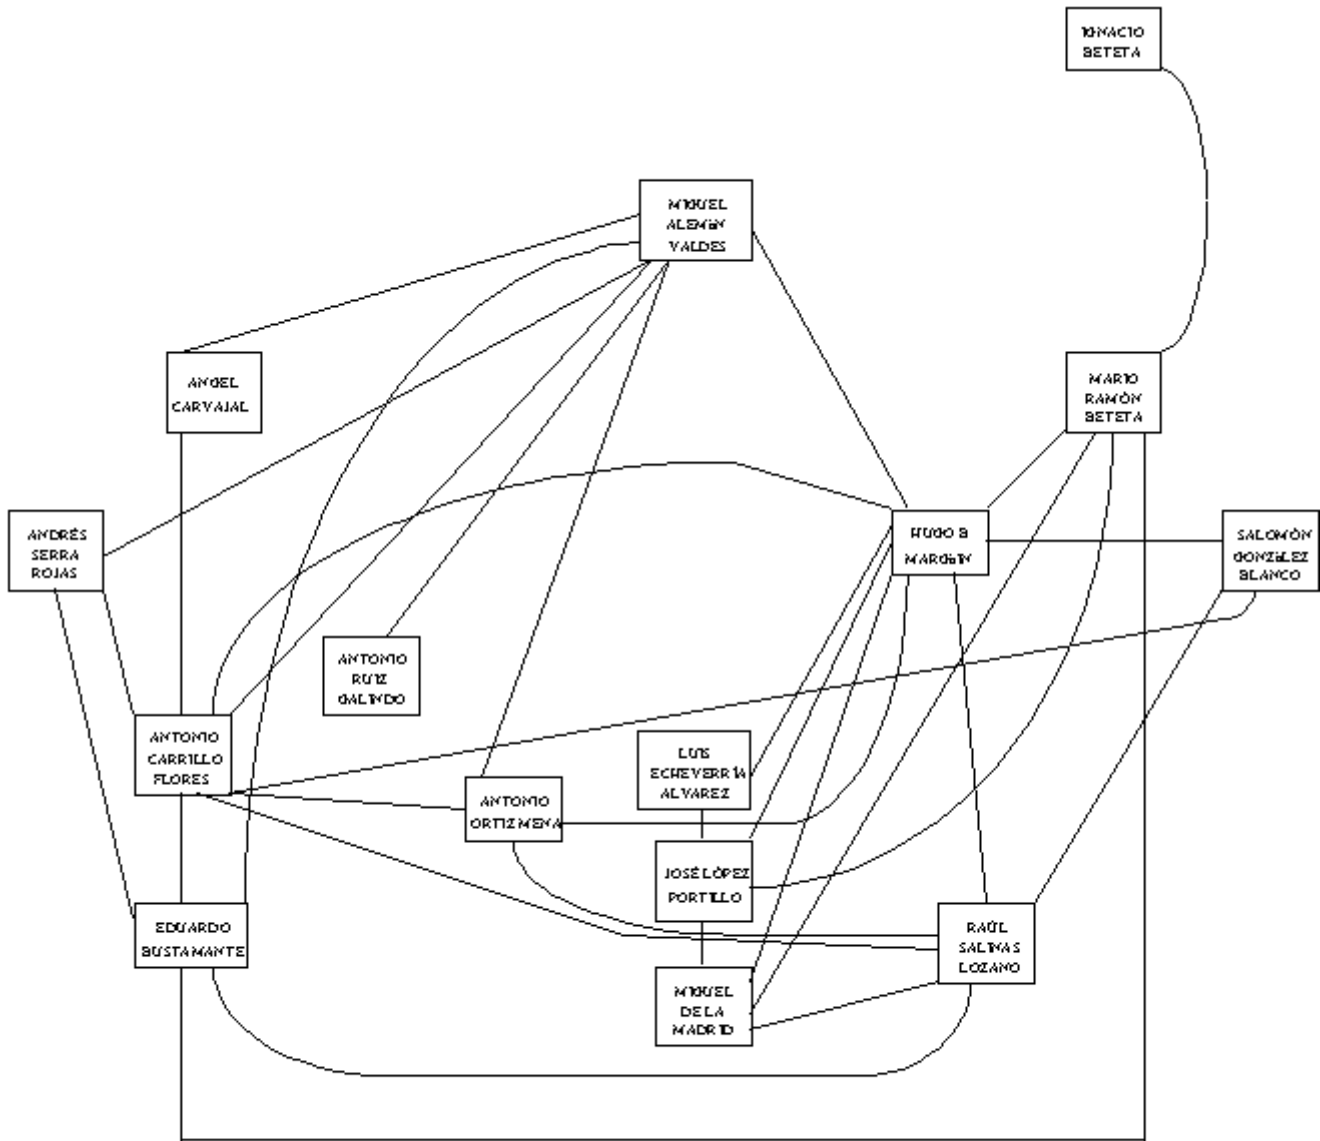 IGNACIO
BETETA
MIGUEL
ALEMáN
VALDES
ANGEL
CARVAJAL
MARIO
RAMÓN
BETETA
ANDRÉS
SERRA
ROJAS
HUGO B
MARGáIN
SALOMÓN
GONZáLEZ
BLANCO
ANTONIO
RUIZ
GALINDO
ANTONIO
CARRILLO
FLORES
LUIS
ECHEVERRÍA
ALVAREZ
ANTONIO
ORTIZ MENA
JOSÉ LÓPEZ
PORTILLO
EDUARDO
BUSTAMANTE
RAÚL
SALINAS
LOZANO
MIGUEL
DE LA
MADRID